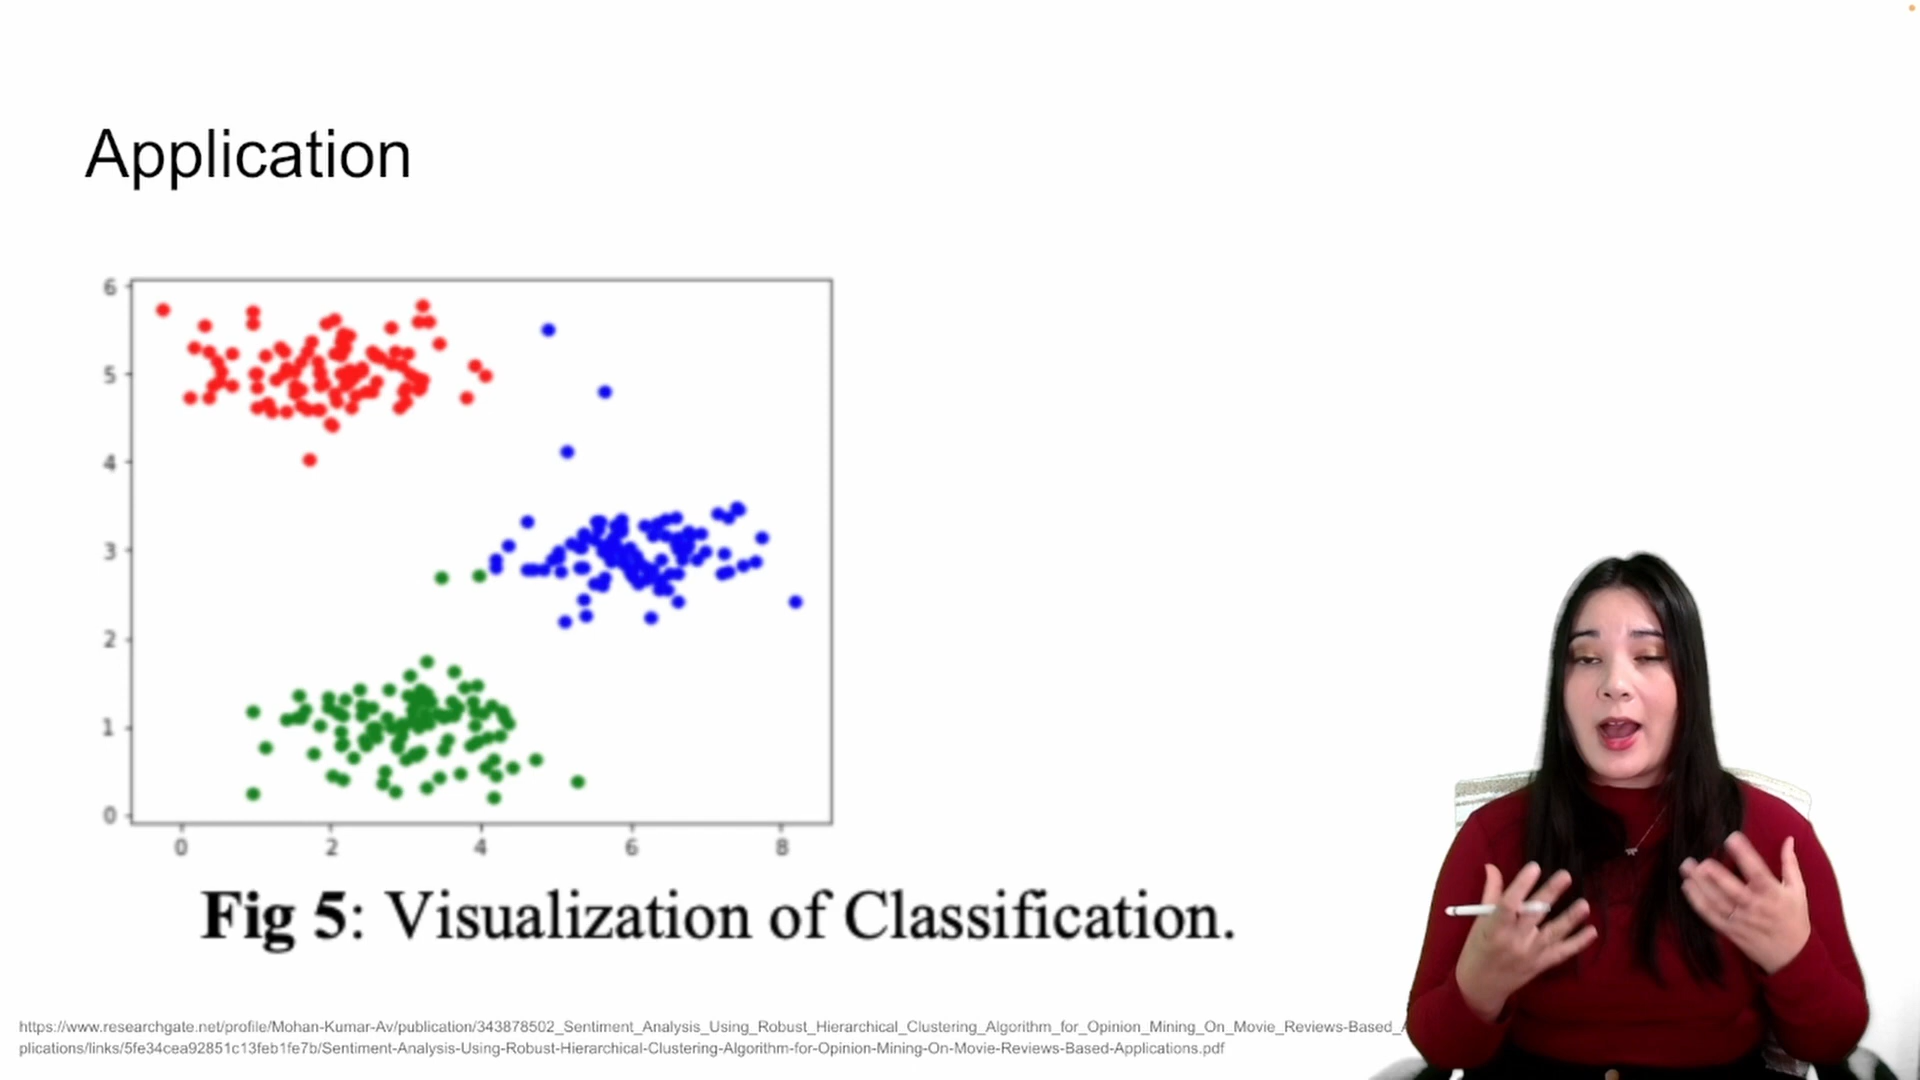 Application
6
5
4
3
2
1
0
0 2 4 6 8
Fig 5: Visualization of Classification.
https://www.researchgate.net/profile/Mohan-Kumar-Av/publication/343878502_Sentiment_Analysis_Using_Robust_Hierarchical_Clustering_Algorithm_for_Opinion_Mining_On_Movie_Reviews-Based_A
plications/links/5fe34cea92851c13feb1fe7b/Sentiment-Analysis-Using-Robust-Hierarchical-Clustering-Algorithm-for-Opinion-Mining-On-Movie-Reviews-Based-Applications.pdf